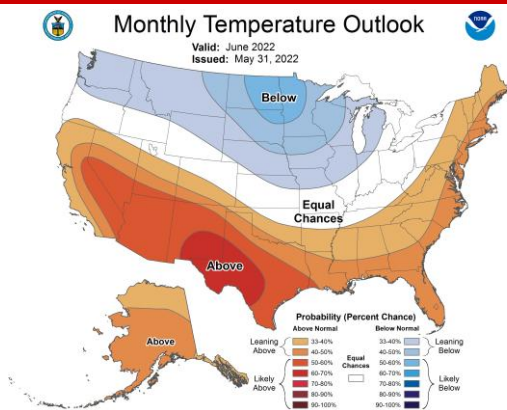 Monthly Temperature Outlook
Valid: June 2022
Issued: May 31, 2022
noaa
Below
Equal
Chances
Above
Above
Probability (Percent Chance)
Above Normal
Below Normal
Leaning
Above
33-40%
40-50%
Likely
Above
50-60%
60-70%
70-80%
80-90%
90-100%
Equal
Chances
33-40%
40-50%
Leaning
Below
50-60%
60-70%
70-80%
80-90%
90-100%
Likely
Below